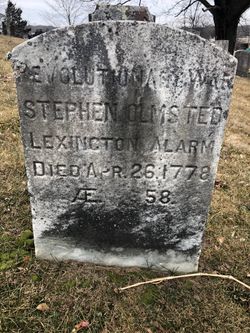 REVOLUTIONARY WAR
STEPHEN OLMSTED
LEXINGTON ALARM
DIED APR. 26. 1778
Æ 58.